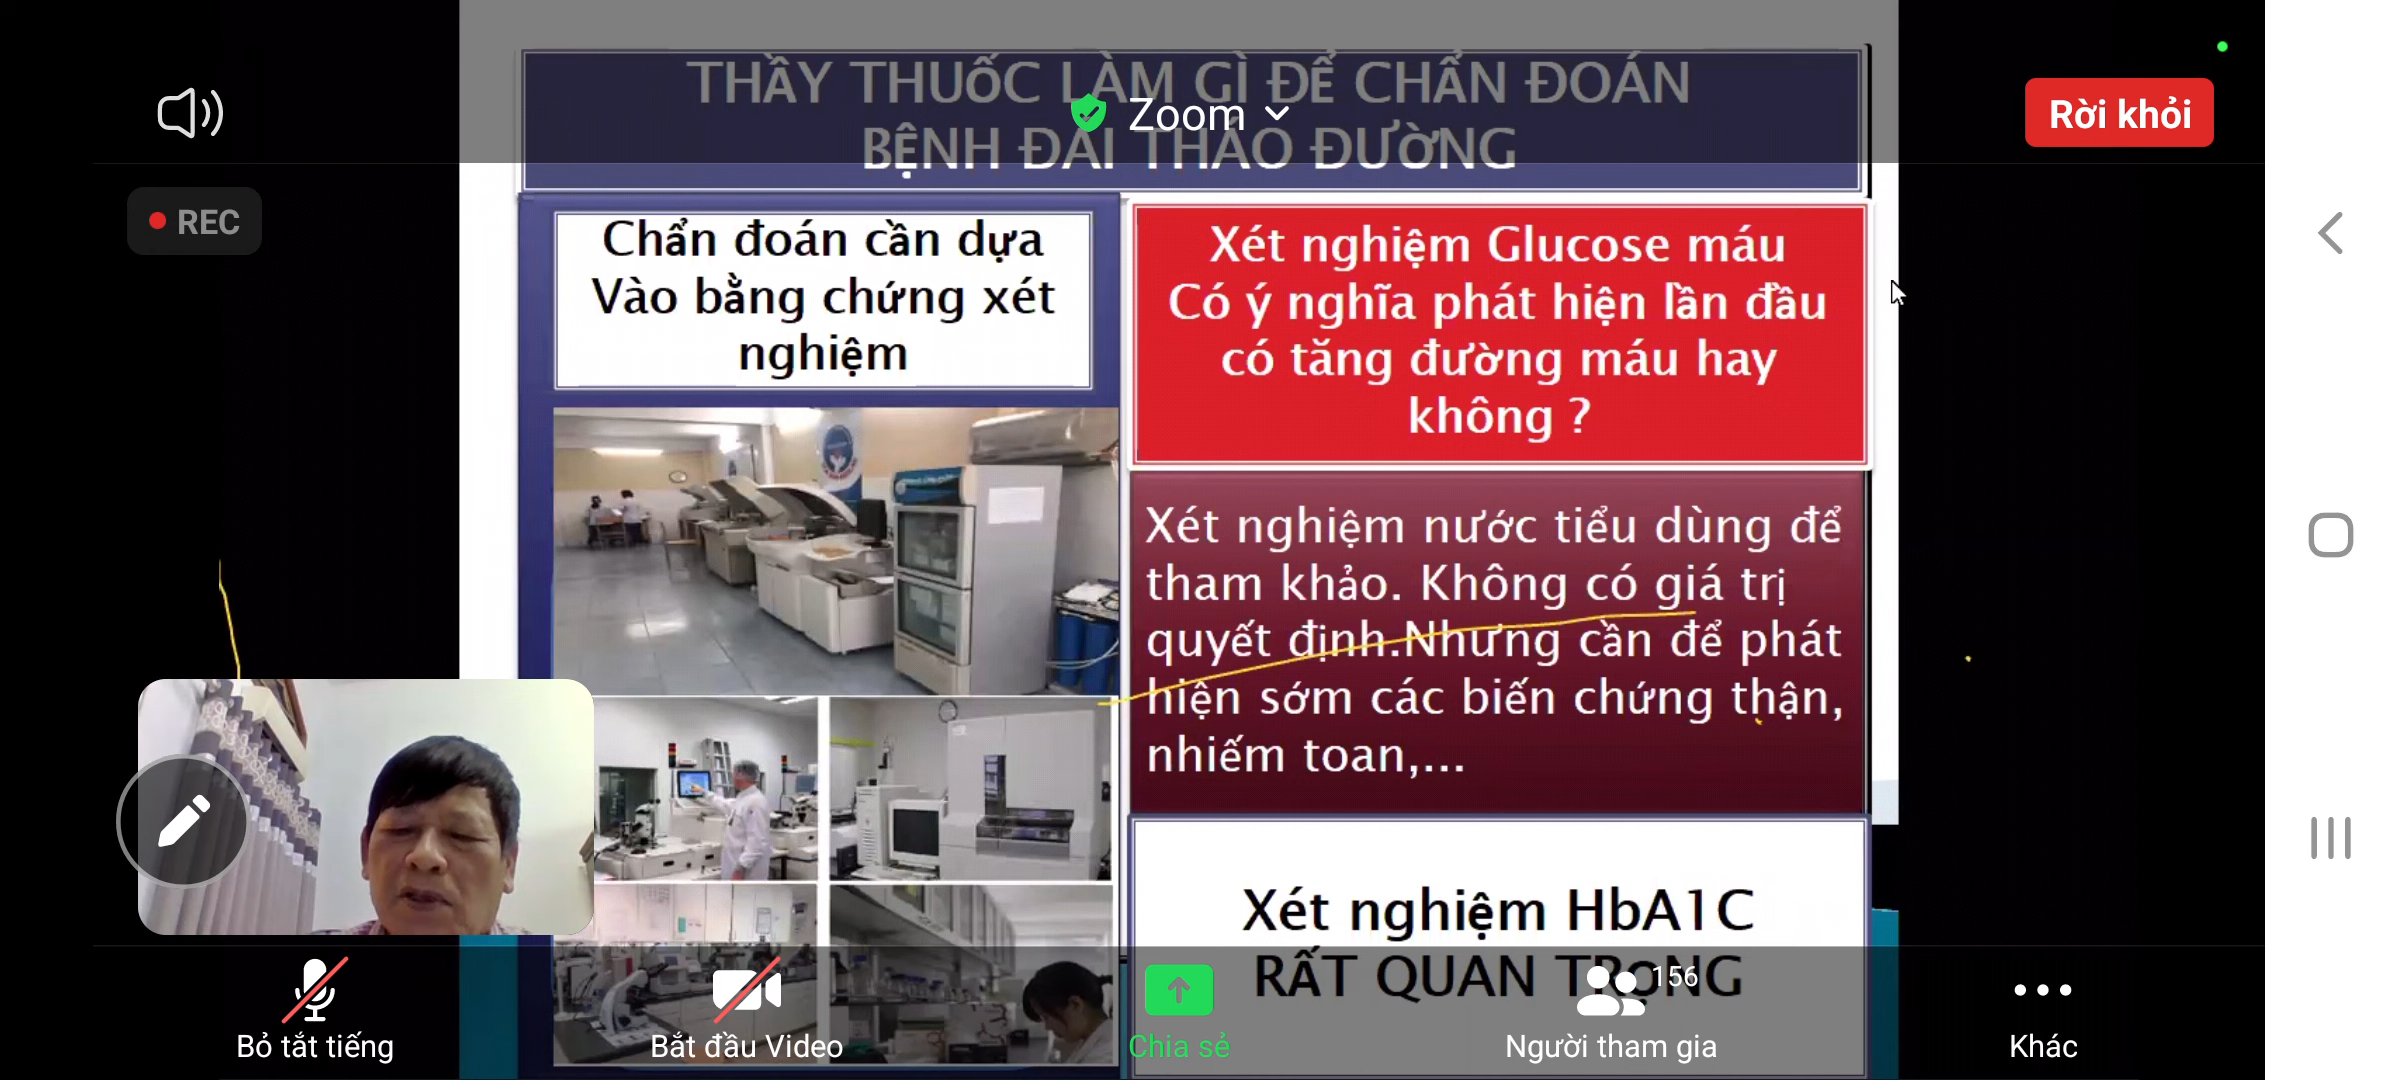 THẦY THUỐC LÀM GÌ ĐỂ CHẨN ĐOÁN
Zoom
BỆNH ĐÁI THÁO ĐƯỜNG
Rời khỏi
REC
Chẩn đoán cần dựa
Vào bằng chứng xét
nghiệm
Xét nghiệm Glucose máu
Có ý nghĩa phát hiện lần đầu
có tăng đường máu hay
không ?
Xét nghiệm nước tiểu dùng để
tham khảo. Không có giá trị
quyết định.Nhưng cần để phát
hiện sớm các biến chứng thận,
nhiếm toan,...
Xét nghiệm HbA1C
RẤT QUAN TRỌNG
156
Bỏ tắt tiếng
Bắt đầu Video
Chia sẻ
Người tham gia
Khác